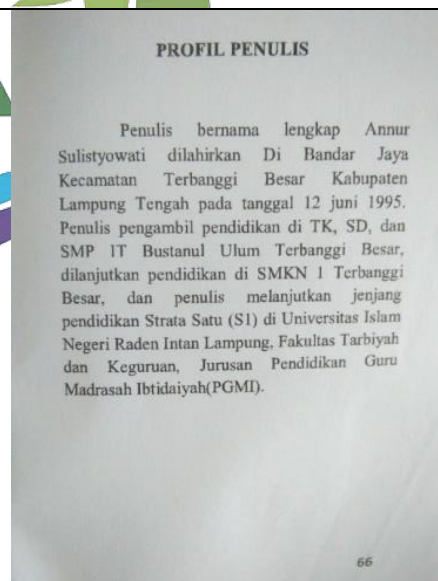 PROFIL PENULIS
Penulis bernama lengkap Annur
Sulistyowati dilahirkan Di Bandar Jaya
Kecamatan Terbanggi Besar Kabupaten
Lampung Tengah pada tanggal 12 juni 1995.
Penulis pengambil pendidikan di TK, SD, dan
SMP IT Bustanul Ulum Terbanggi Besar,
dilanjutkan pendidikan di SMKN 1 Terbanggi
Besar, dan penulis melanjutkan jenjang
pendidikan Strata Satu (S1) di Universitas Islam
Negeri Raden Intan Lampung, Fakultas Tarbiyah
dan Keguruan, Jurusan Pendidikan Guru
Madrasah Ibtidaiyah(PGMI).
66